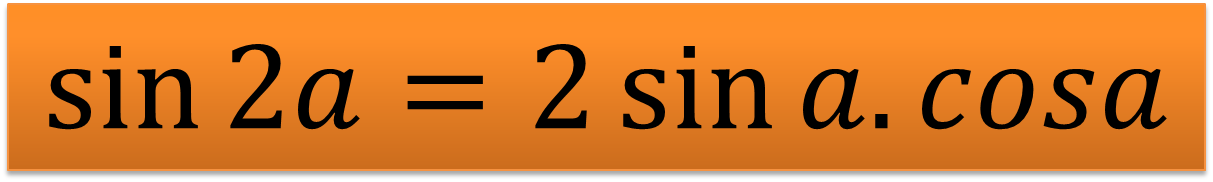 sin 2a = 2 sin a. cosa